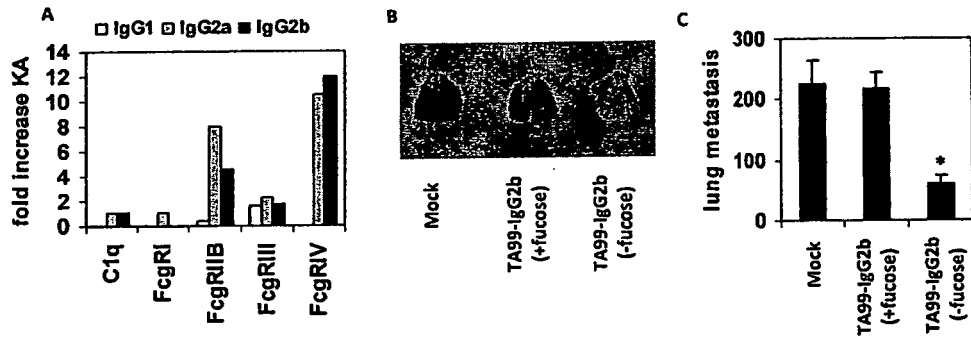 A
IgG1 IgG2a IgG2b
fold increase KA
14
12
10
8
6
4
2
0
C1q
FcgRI
FcgRIIB
FcgRIII
FcgRIV
B
Mock
TA99-IgG2b
(+fucose)
TA99-IgG2b
(-fucose)
C
lung metastasis
300
200
100
0
*
Mock
TA99-IgG2b
(+fucose)
TA99-IgG2b
(-fucose)